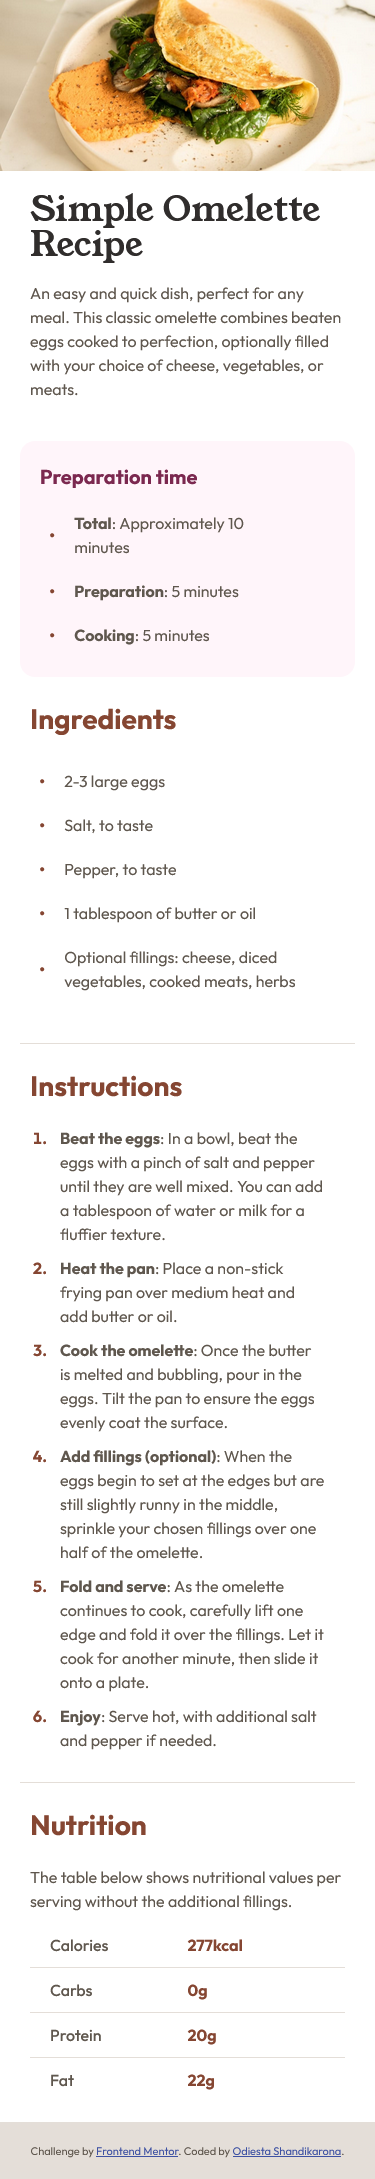 Simple Omelette
Recipe
An easy and quick dish, perfect for any
meal. This classic omelette combines beaten
eggs cooked to perfection, optionally filled
with your choice of cheese, vegetables, or
meats.
Preparation time
• Total: Approximately 10
minutes
• Preparation: 5 minutes
• Cooking: 5 minutes
Ingredients
• 2-3 large eggs
• Salt, to taste
• Pepper, to taste
• 1 tablespoon of butter or oil
• Optional fillings: cheese, diced
vegetables, cooked meats, herbs
Instructions
1. Beat the eggs: In a bowl, beat the
eggs with a pinch of salt and pepper
until they are well mixed. You can add
a tablespoon of water or milk for a
fluffier texture.
2. Heat the pan: Place a non-stick
frying pan over medium heat and
add butter or oil.
3. Cook the omelette: Once the butter
is melted and bubbling, pour in the
eggs. Tilt the pan to ensure the eggs
evenly coat the surface.
4. Add fillings (optional): When the
eggs begin to set at the edges but are
still slightly runny in the middle,
sprinkle your chosen fillings over one
half of the omelette.
5. Fold and serve: As the omelette
continues to cook, carefully lift one
edge and fold it over the fillings. Let it
cook for another minute, then slide it
onto a plate.
6. Enjoy: Serve hot, with additional salt
and pepper if needed.
Nutrition
The table below shows nutritional values per
serving without the additional fillings.
Calories 277kcal
Carbs 0g
Protein 20g
Fat 22g
Challenge by Frontend Mentor. Coded by Odiesta Shandikarona.